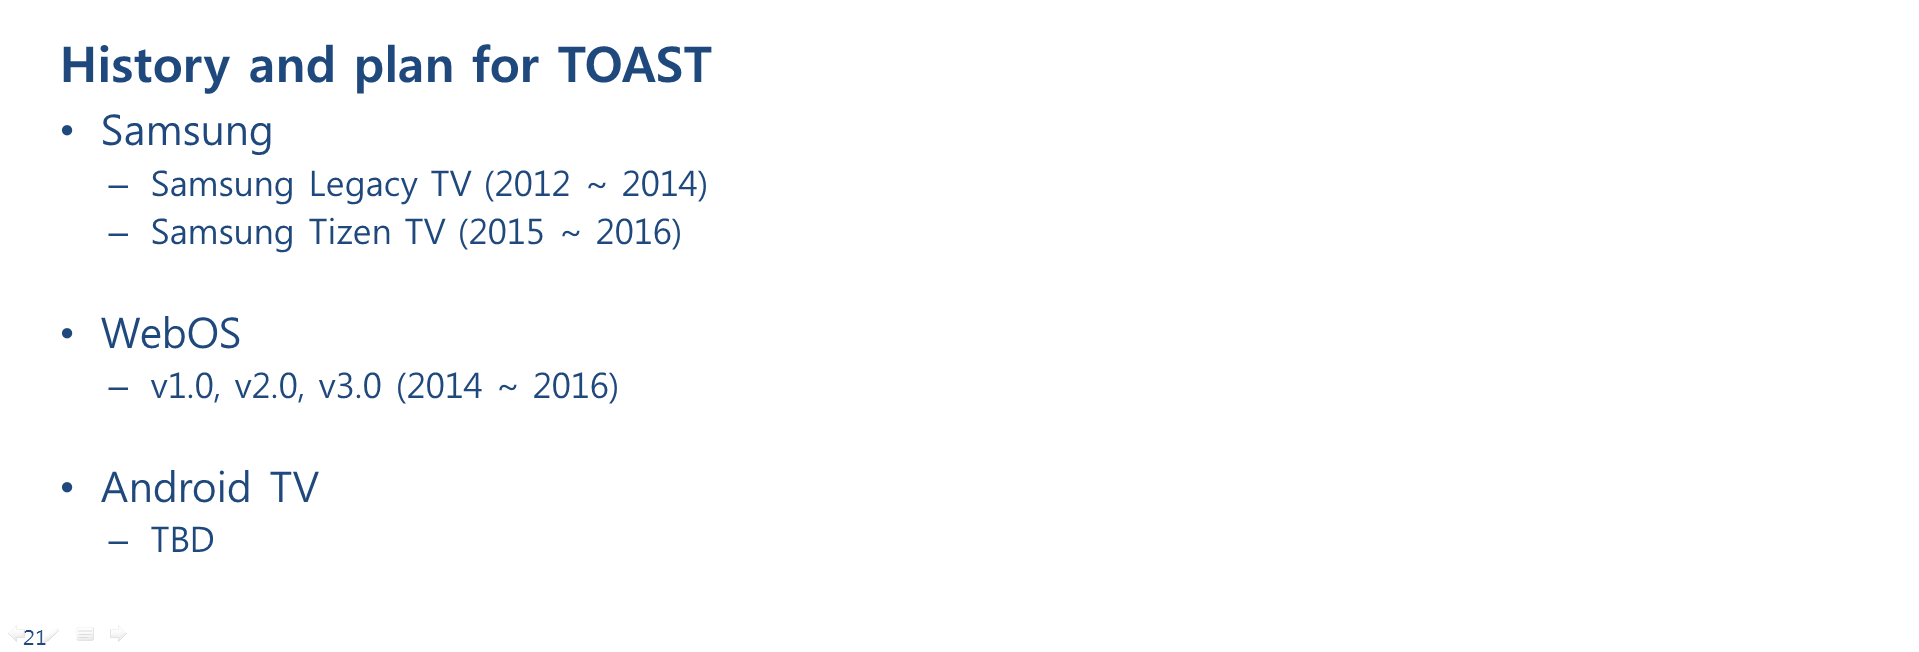 History and plan for TOAST
• Samsung
– Samsung Legacy TV (2012 ~ 2014)
– Samsung Tizen TV (2015 ~ 2016)
• WebOS
– v1.0, v2.0, v3.0 (2014 ~ 2016)
• Android TV
– TBD
21